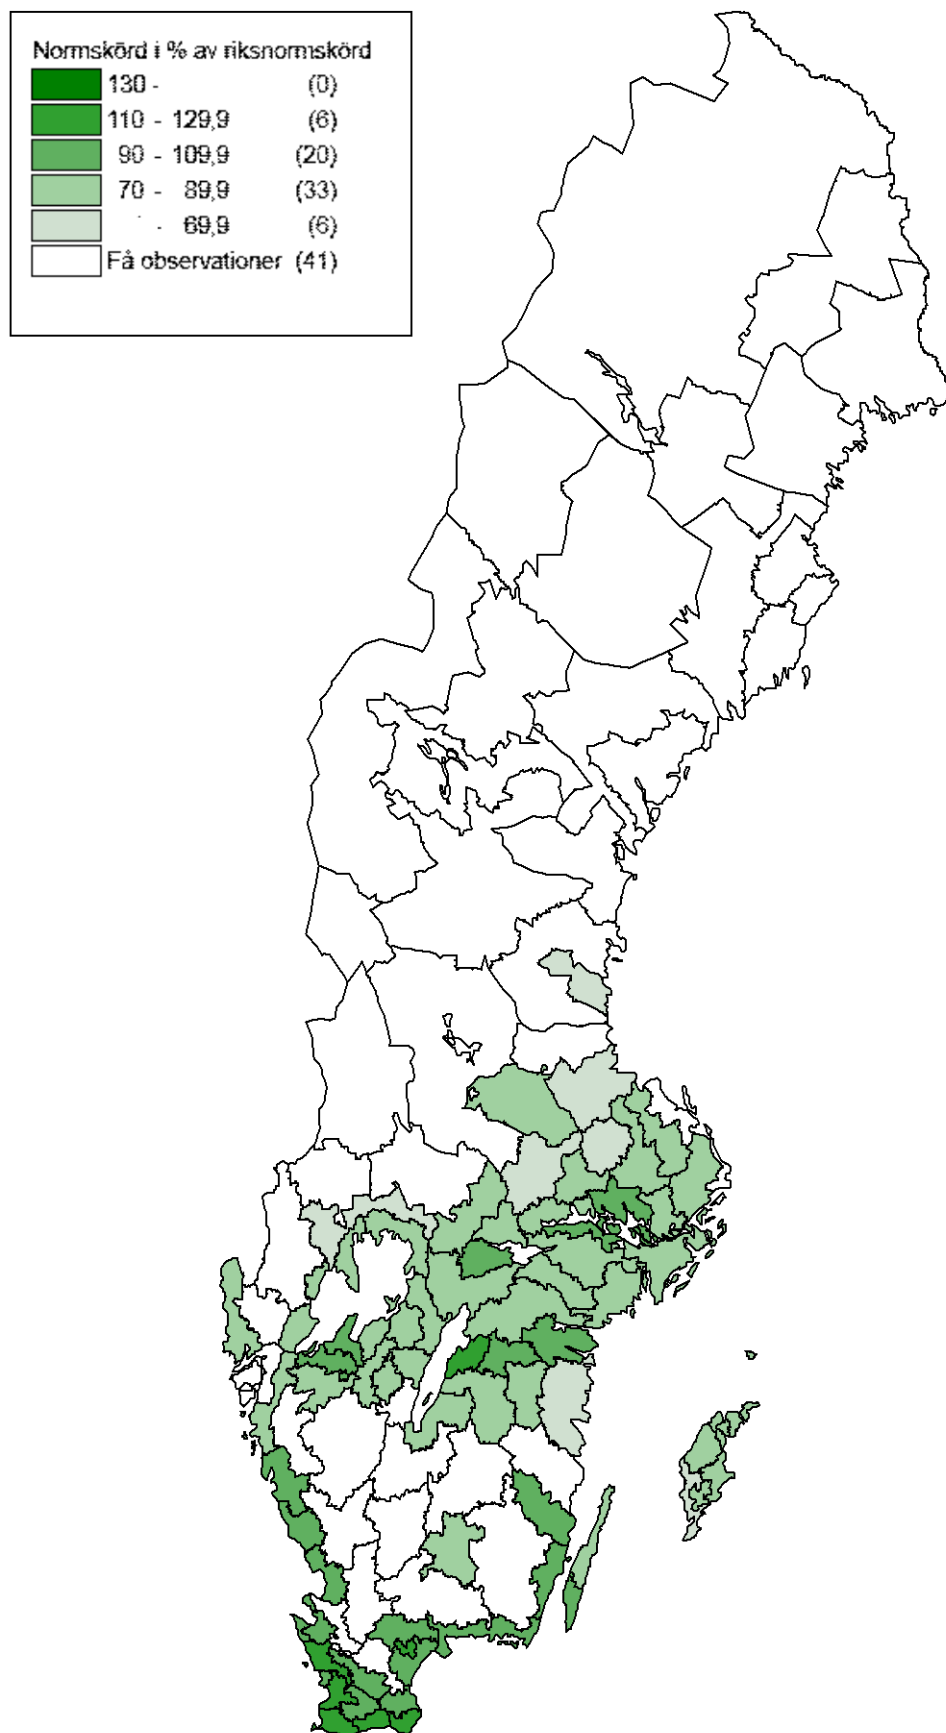 Normskörd i % av riksnormskörd
130 - (0)
110 - 129,9 (6)
90 - 109,9 (20)
70 - 89,9 (33)
- 69,9 (6)
Få observationer (41)